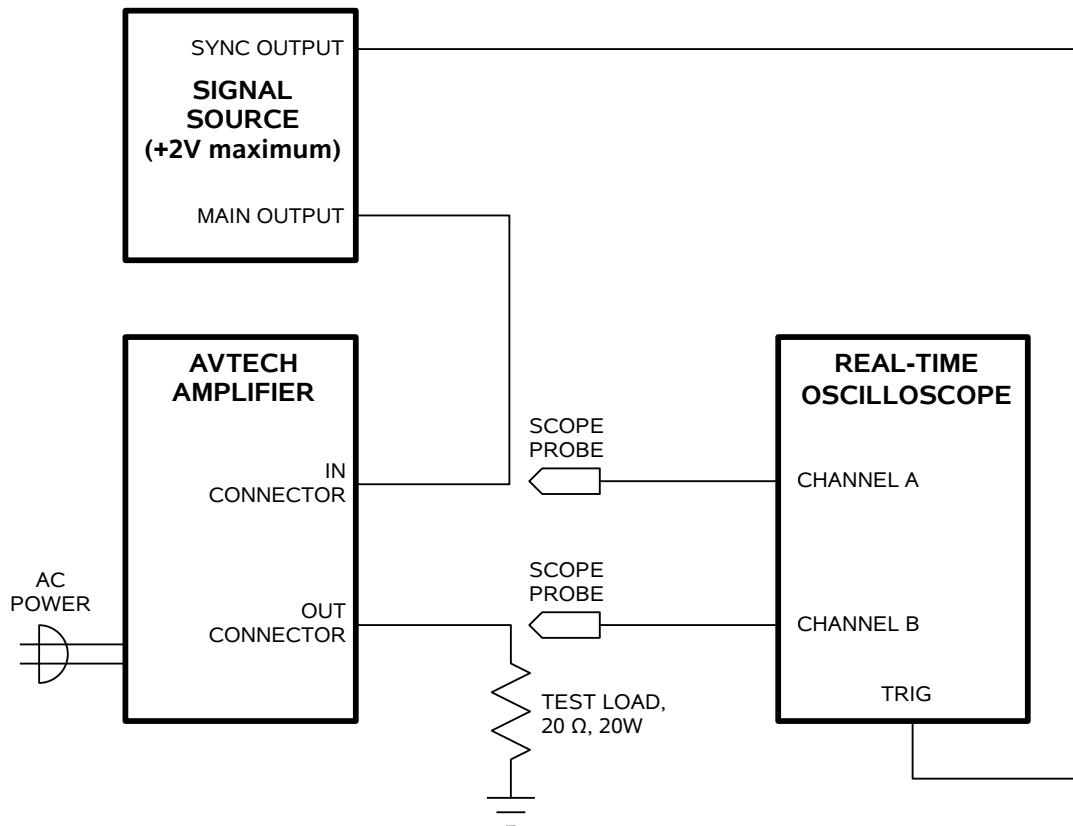 SYNC OUTPUT
SIGNAL
SOURCE
(+2V maximum)
MAIN OUTPUT
AVTECH
AMPLIFIER
IN
CONNECTOR
OUT
CONNECTOR
AC
POWER
SCOPE
PROBE
SCOPE
PROBE
TEST LOAD,
20 Ω, 20W
REAL-TIME
OSCILLOSCOPE
CHANNEL A
CHANNEL B
TRIG